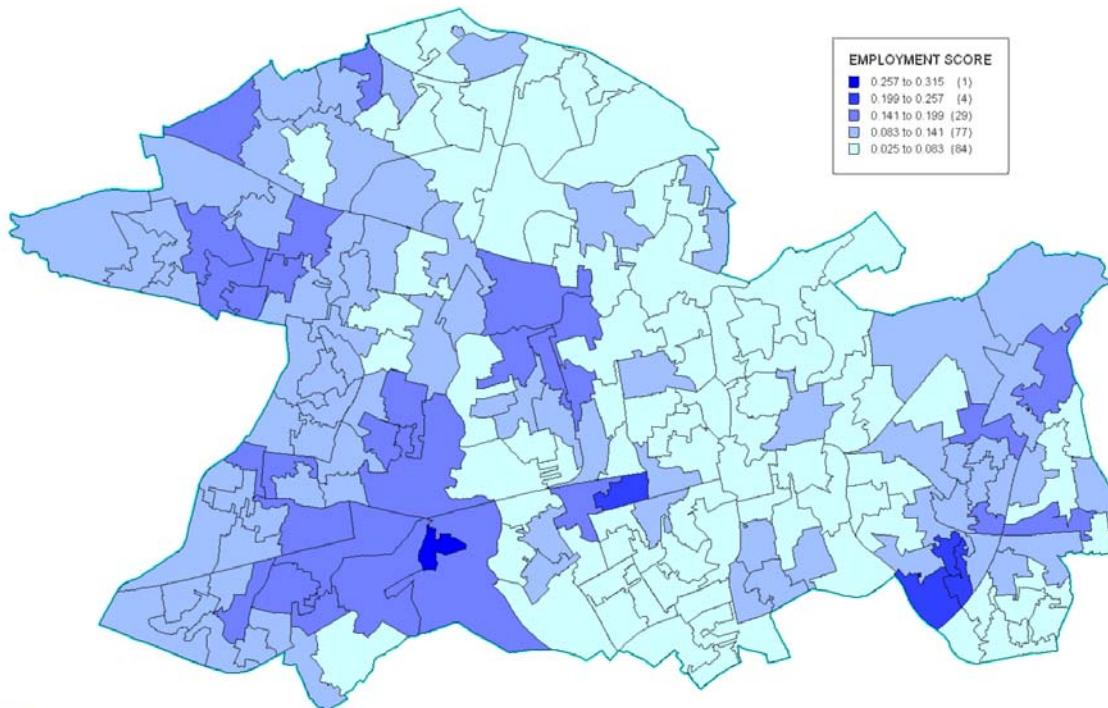 EMPLOYMENT SCORE
0.257 to 0.315 (1)
0.199 to 0.257 (4)
0.141 to 0.199 (29)
0.083 to 0.141 (77)
0.025 to 0.083 (84)